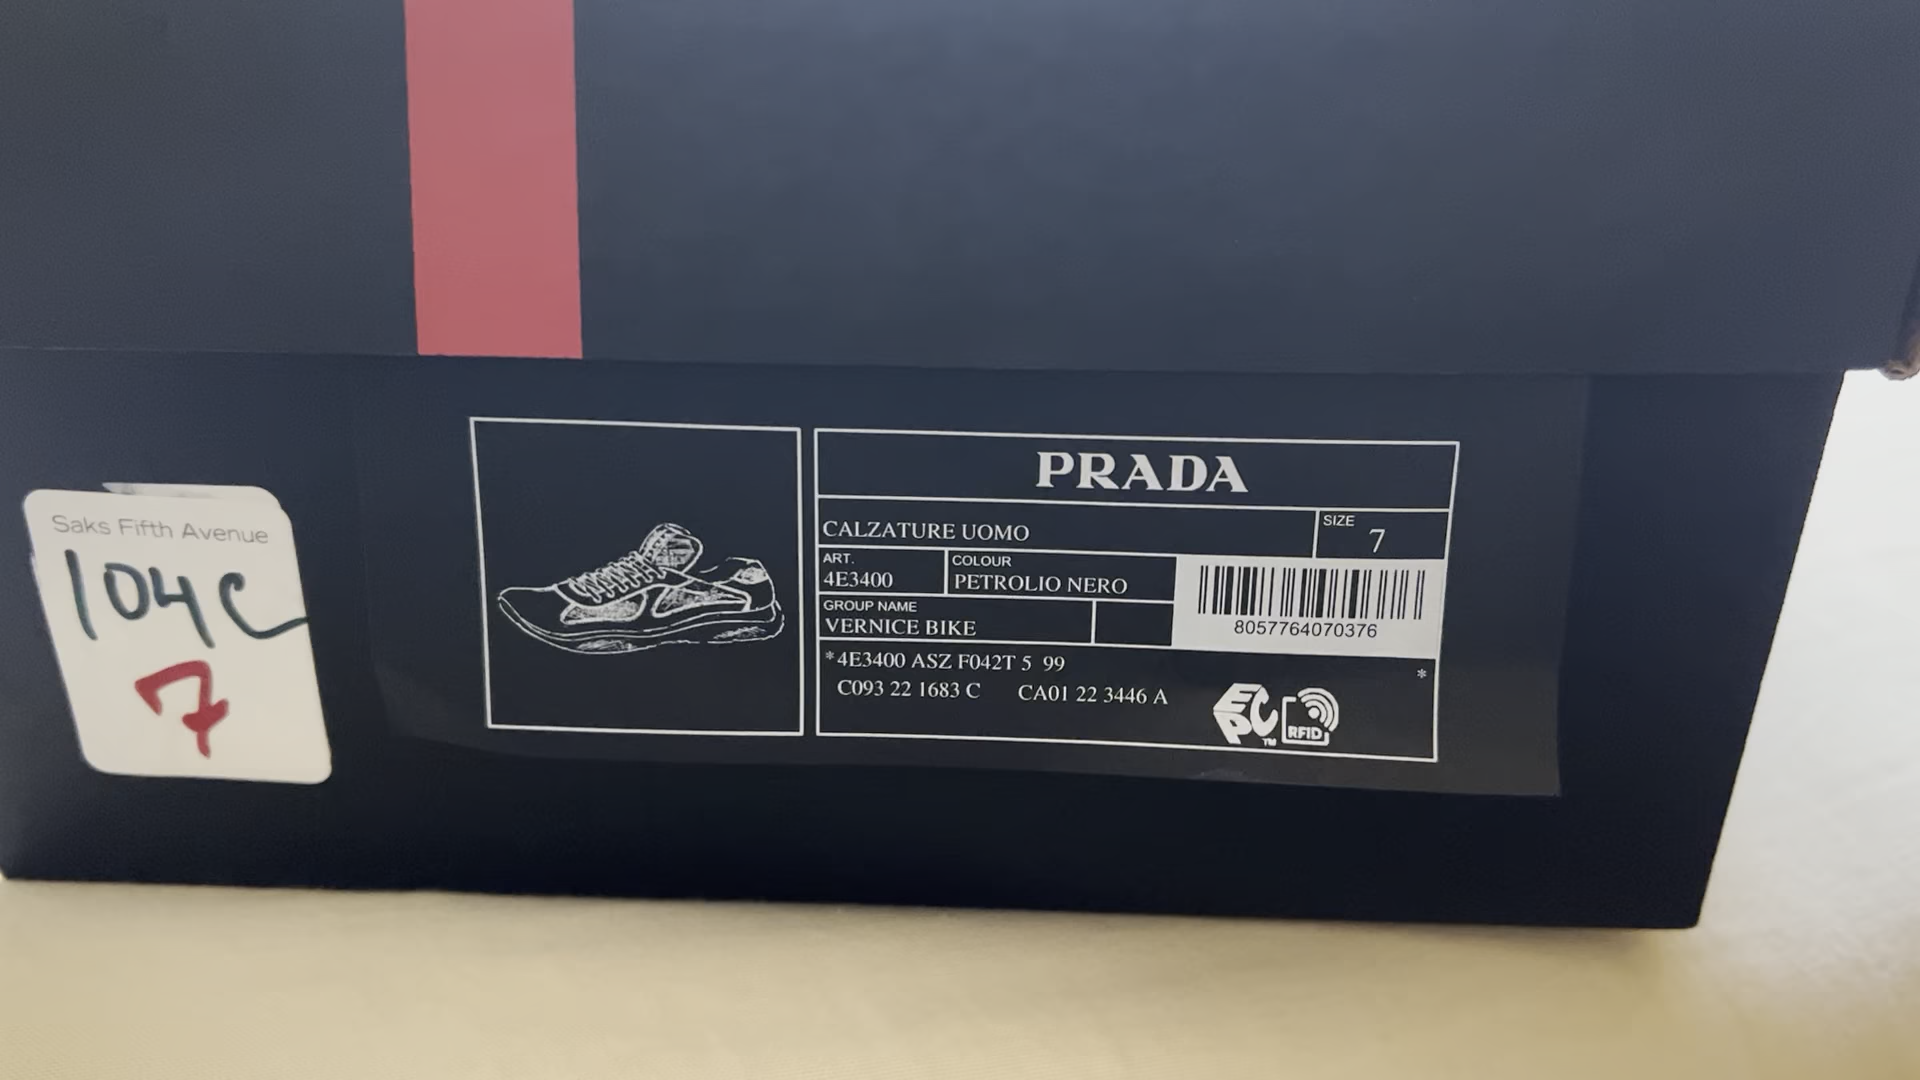 Saks Fifth Avenue
104C
7
PRADA
CALZATURE UOMO
SIZE
7
ART.
4E3400
COLOUR
PETROLIO NERO
GROUP NAME
VERNICE BIKE
8057764070376
*4E3400 ASZ F042T 5 99 *
C093 22 1683 C CA01 22 3446 A
EPC™
RFID